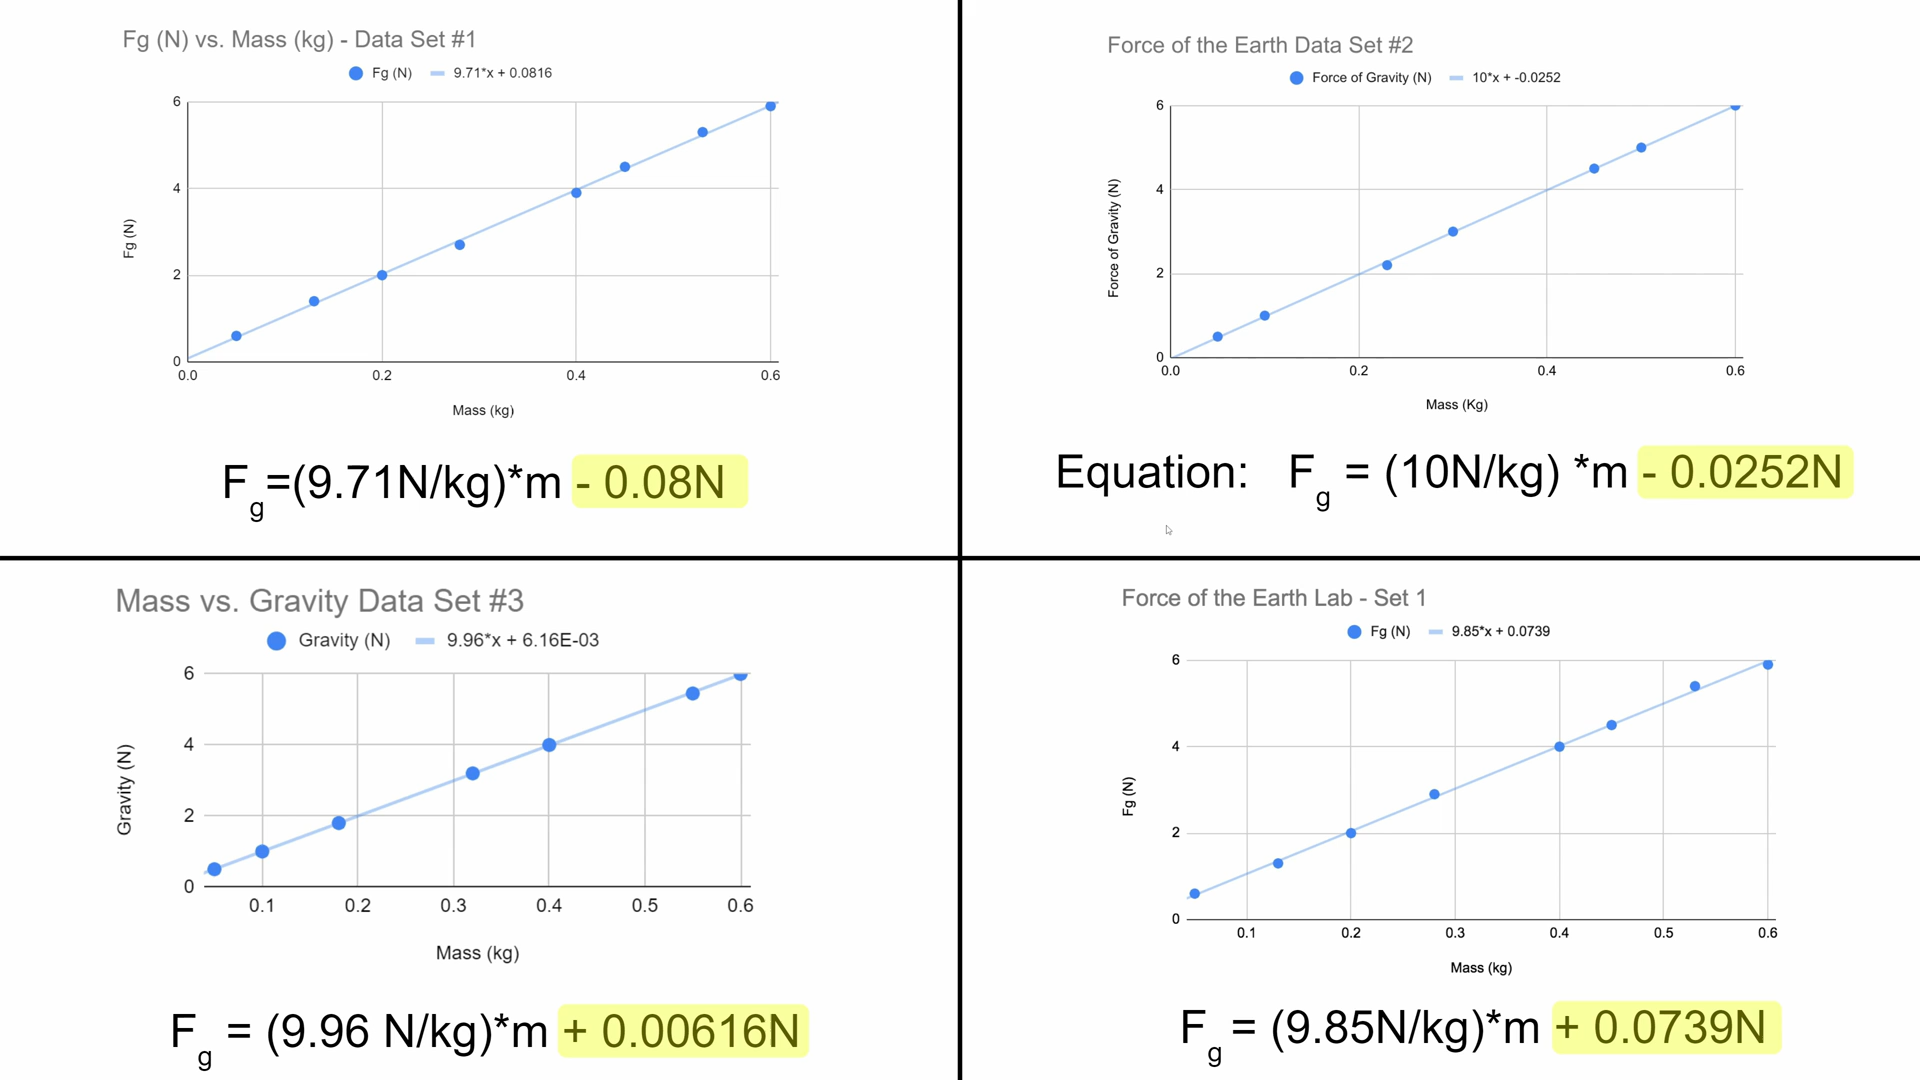 Fg (N) vs. Mass (kg) - Data Set #1
Fg (N) 9.71*x + 0.0816
6
4
2
0
Fg (N)
0.0 0.2 0.4 0.6
Mass (kg)
Fg=(9.71N/kg)*m - 0.08N
Force of the Earth Data Set #2
Force of Gravity (N) 10*x + -0.0252
6
4
2
0
Force of Gravity (N)
0.0 0.2 0.4 0.6
Mass (Kg)
Equation: Fg = (10N/kg) *m - 0.0252N
Mass vs. Gravity Data Set #3
Gravity (N) 9.96*x + 6.16E-03
6
4
2
0
Gravity (N)
0.1 0.2 0.3 0.4 0.5 0.6
Mass (kg)
Fg = (9.96 N/kg)*m + 0.00616N
Force of the Earth Lab - Set 1
Fg (N) 9.85*x + 0.0739
6
4
2
0
Fg (N)
0.1 0.2 0.3 0.4 0.5 0.6
Mass (kg)
Fg = (9.85N/kg)*m + 0.0739N